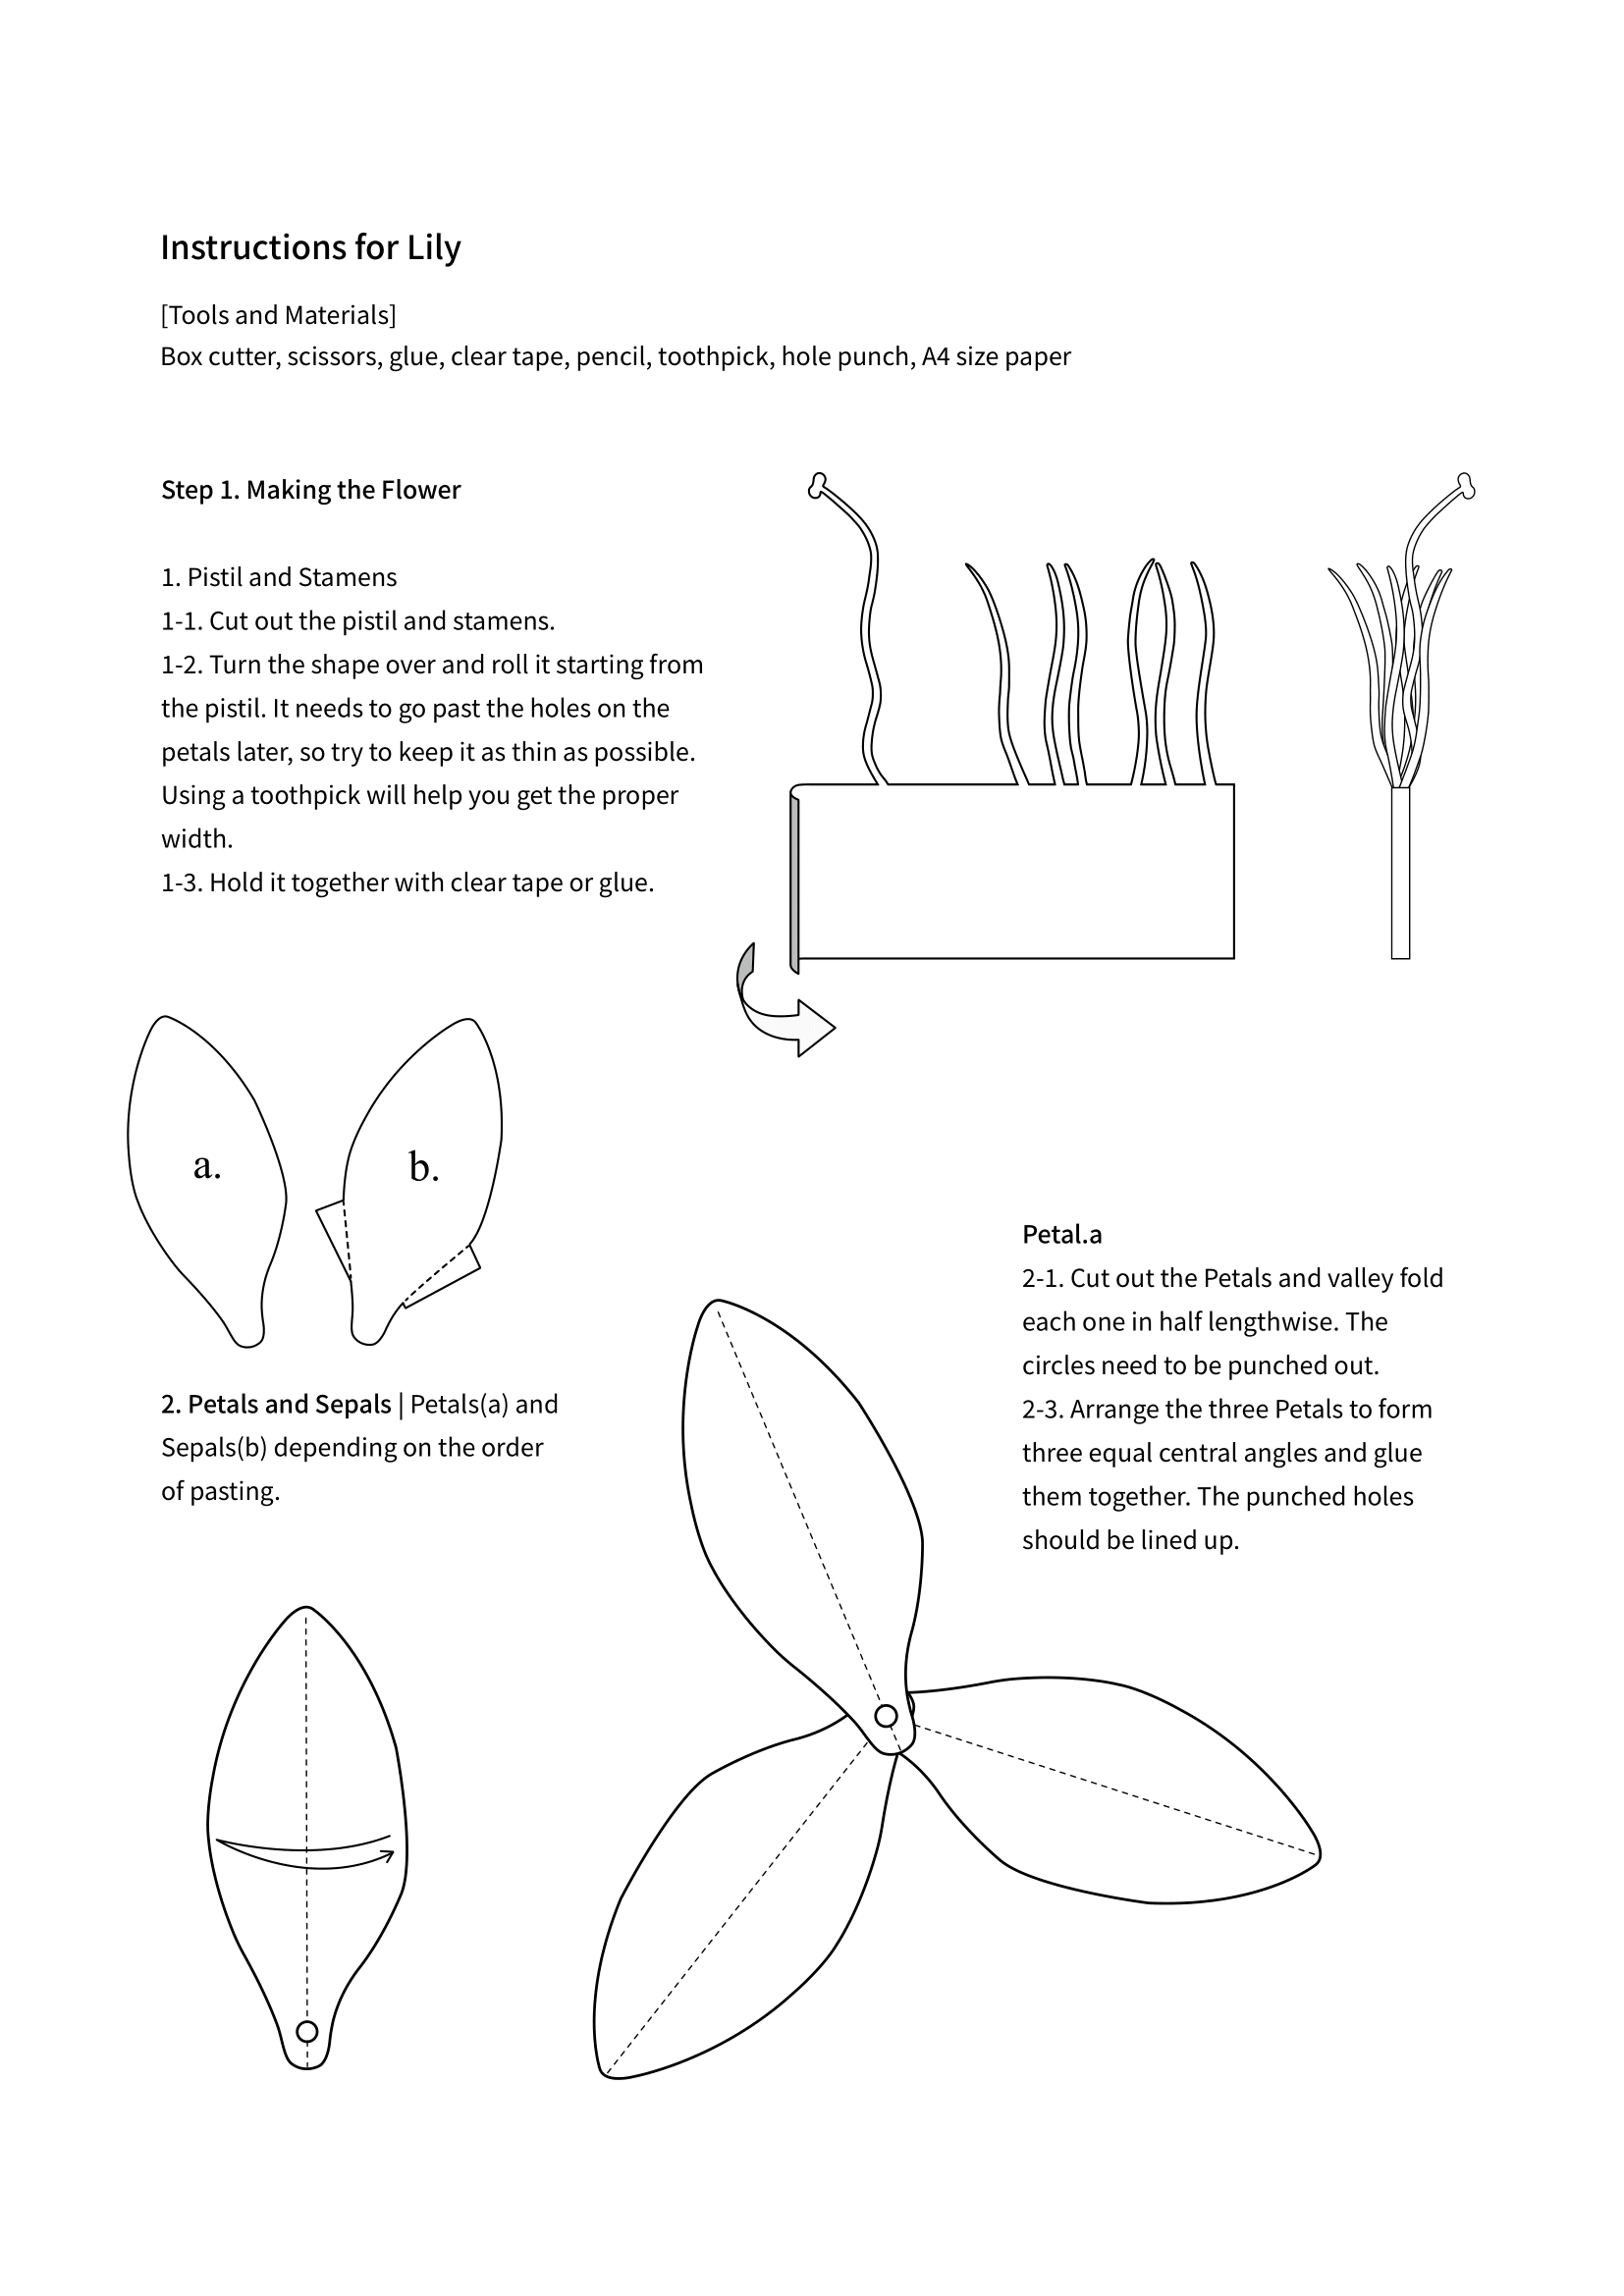 Instructions for Lily
[Tools and Materials]
Box cutter, scissors, glue, clear tape, pencil, toothpick, hole punch, A4 size paper
Step 1. Making the Flower
1. Pistil and Stamens
1-1. Cut out the pistil and stamens.
1-2. Turn the shape over and roll it starting from
the pistil. It needs to go past the holes on the
petals later, so try to keep it as thin as possible.
Using a toothpick will help you get the proper
width.
1-3. Hold it together with clear tape or glue.
a.
b.
2. Petals and Sepals | Petals(a) and
Sepals(b) depending on the order
of pasting.
Petal.a
2-1. Cut out the Petals and valley fold
each one in half lengthwise. The
circles need to be punched out.
2-3. Arrange the three Petals to form
three equal central angles and glue
them together. The punched holes
should be lined up.